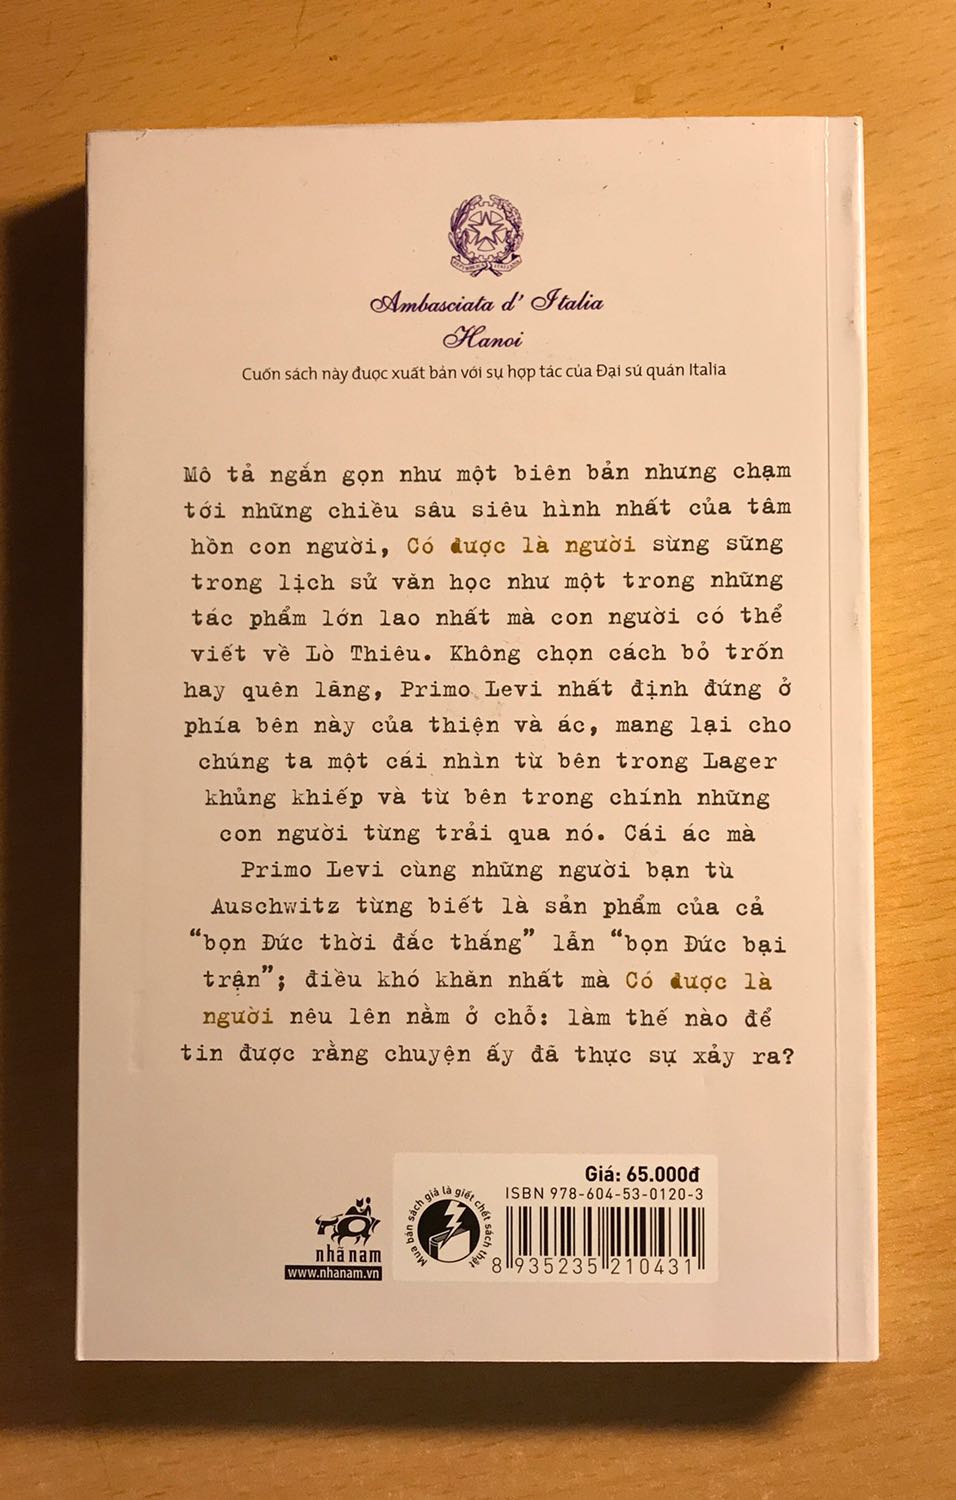 Ambasciata d' Italia
Hanoi
Cuốn sách này được xuất bản với sự hợp tác của Đại sứ quán Italia
Mô tả ngắn gọn như một biên bản nhưng chạm
tới những chiều sâu siêu hình nhất của tâm
hồn con người, Có được là người sừng sững
trong lịch sử văn học như một trong những
tác phẩm lớn lao nhất mà con người có thể
viết về Lò Thiêu. Không chọn cách bỏ trốn
hay quên lãng, Primo Levi nhất định đứng ở
phía bên này của thiện và ác, mang lại cho
chúng ta một cái nhìn từ bên trong Lager
khủng khiếp và từ bên trong chính những
con người từng trải qua nó. Cái ác mà
Primo Levi cùng những người bạn tù
Auschwitz từng biết là sản phẩm của cả
“bọn Đức thời đắc thắng” lẫn “bọn Đức bại
trận”; điều khó khăn nhất mà Có được là
người nêu lên nằm ở chỗ: làm thế nào để
tin được rằng chuyện ấy đã thực sự xảy ra?
nhã nam
www.nhanam.vn
Mua bán sách giả là giết chết sách thật
Giá: 65.000đ
ISBN 978-604-53-0120-3
8 935235 210431